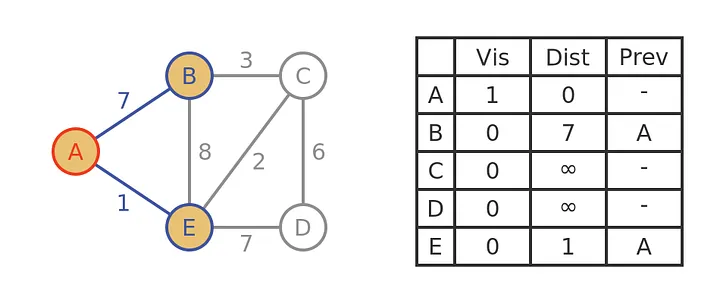 3
B
C
7
A
8
2
6
1
E
D
7
Vis Dist Prev
A 1 0 -
B 0 7 A
C 0 ∞ -
D 0 ∞ -
E 0 1 A